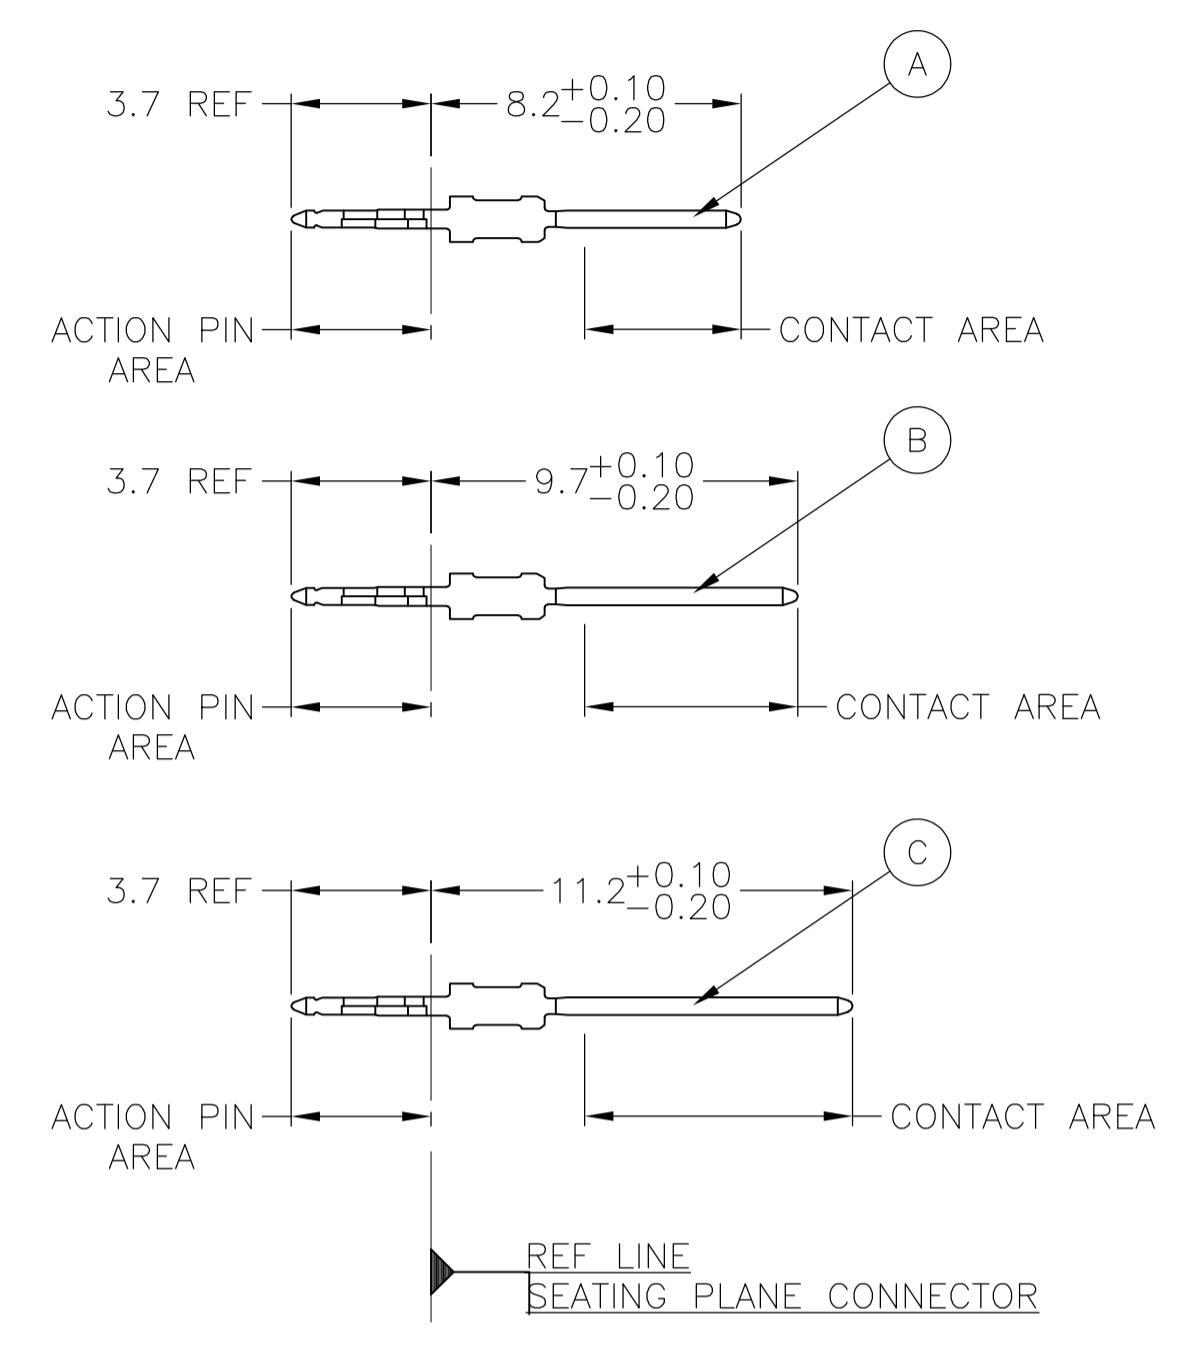 A
3.7 REF
8.2 +0.10
−0.20
ACTION PIN
AREA
CONTACT AREA
B
3.7 REF
9.7 +0.10
−0.20
ACTION PIN
AREA
CONTACT AREA
C
3.7 REF
11.2 +0.10
−0.20
ACTION PIN
AREA
CONTACT AREA
REF LINE
SEATING PLANE CONNECTOR